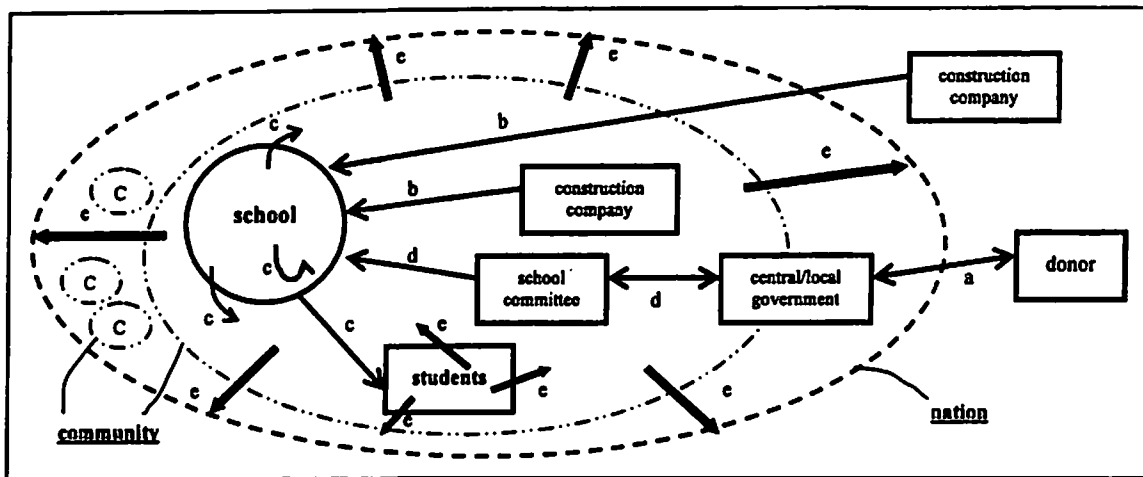 e
e
construction
company
b
c
e
C
b
construction
company
school
e
d
school
committee
central/local
government
donor
c
d
a
C
C
c
c
e
students
e
e
e
e
community
nation